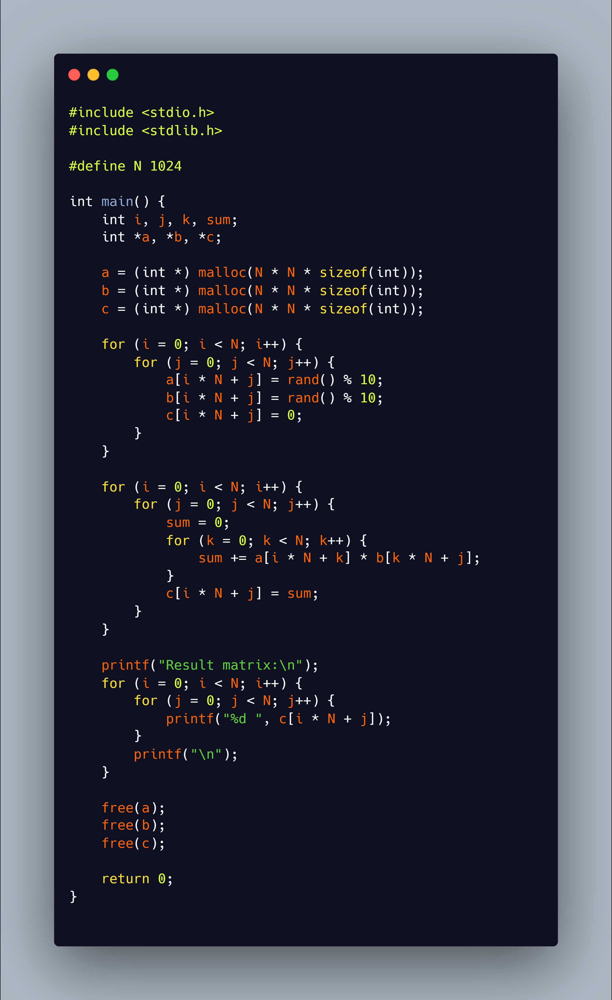 #include <stdio.h>
#include <stdlib.h>

#define N 1024

int main() {
    int i, j, k, sum;
    int *a, *b, *c;

    a = (int *) malloc(N * N * sizeof(int));
    b = (int *) malloc(N * N * sizeof(int));
    c = (int *) malloc(N * N * sizeof(int));

    for (i = 0; i < N; i++) {
        for (j = 0; j < N; j++) {
            a[i * N + j] = rand() % 10;
            b[i * N + j] = rand() % 10;
            c[i * N + j] = 0;
        }
    }

    for (i = 0; i < N; i++) {
        for (j = 0; j < N; j++) {
            sum = 0;
            for (k = 0; k < N; k++) {
                sum += a[i * N + k] * b[k * N + j];
            }
            c[i * N + j] = sum;
        }
    }

    printf("Result matrix:\n");
    for (i = 0; i < N; i++) {
        for (j = 0; j < N; j++) {
            printf("%d ", c[i * N + j]);
        }
        printf("\n");
    }

    free(a);
    free(b);
    free(c);

    return 0;
}